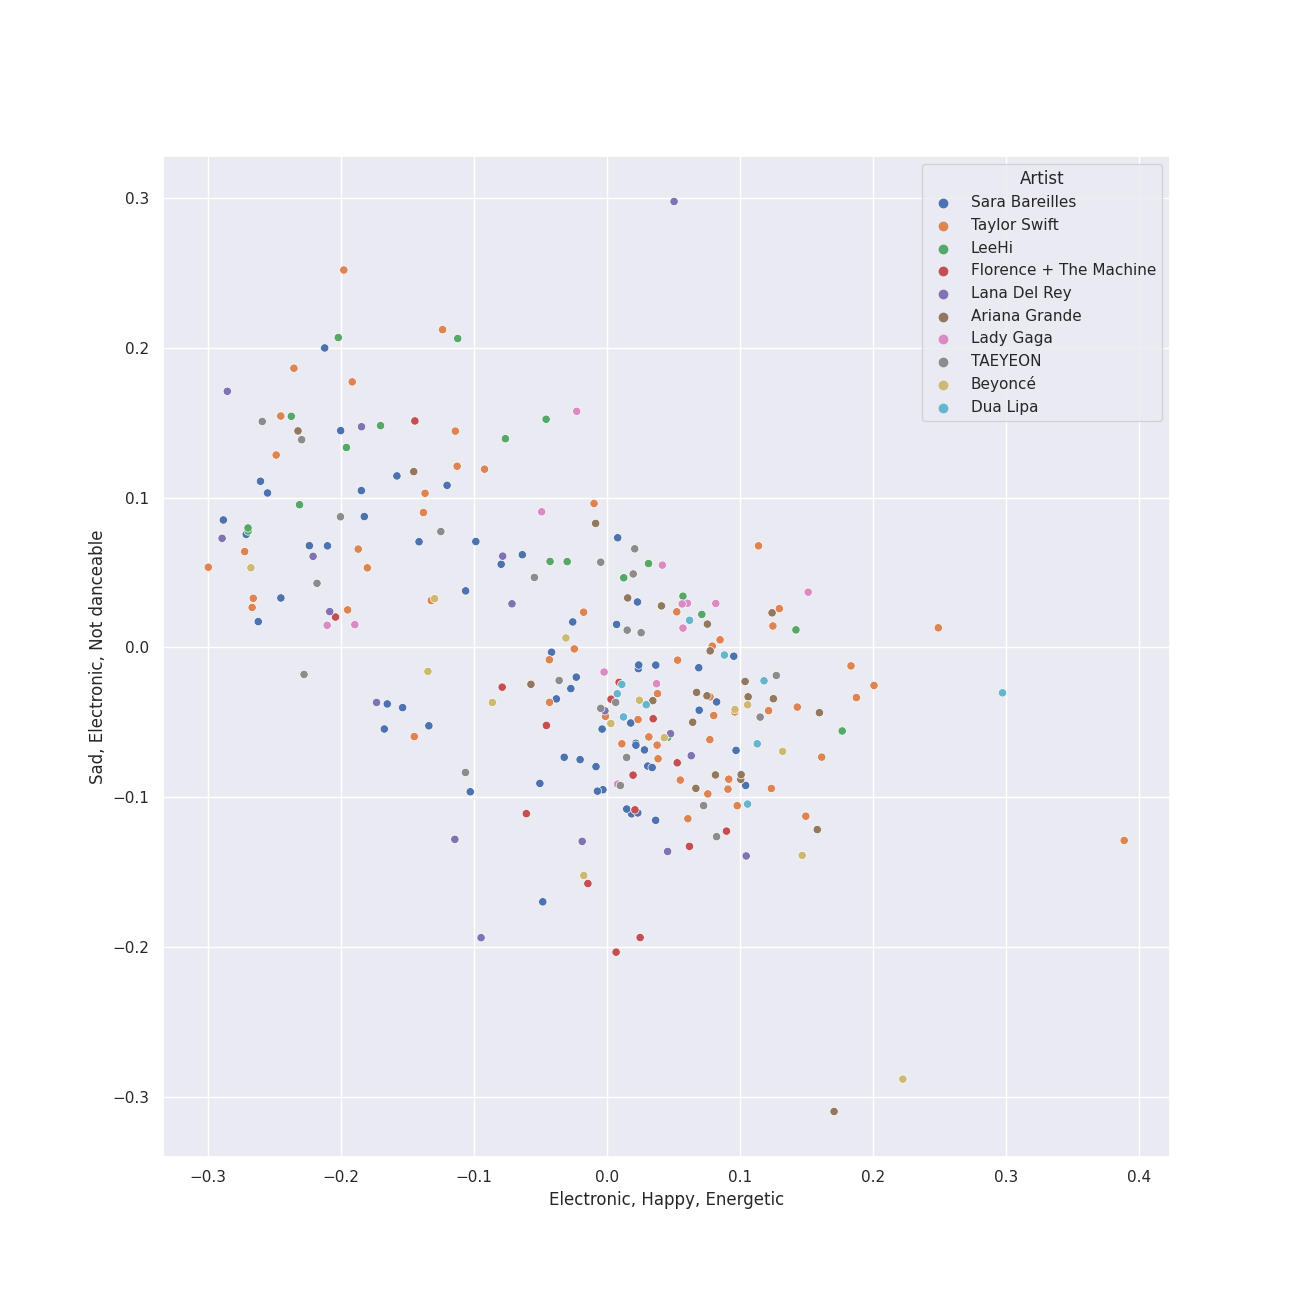 Artist
Sara Bareilles
Taylor Swift
LeeHi
Florence + The Machine
Lana Del Rey
Ariana Grande
Lady Gaga
TAEYEON
Beyoncé
Dua Lipa
0.3
0.2
0.1
0.0
−0.1
−0.2
−0.3
Sad, Electronic, Not danceable
−0.3 −0.2 −0.1 0.0 0.1 0.2 0.3 0.4
Electronic, Happy, Energetic